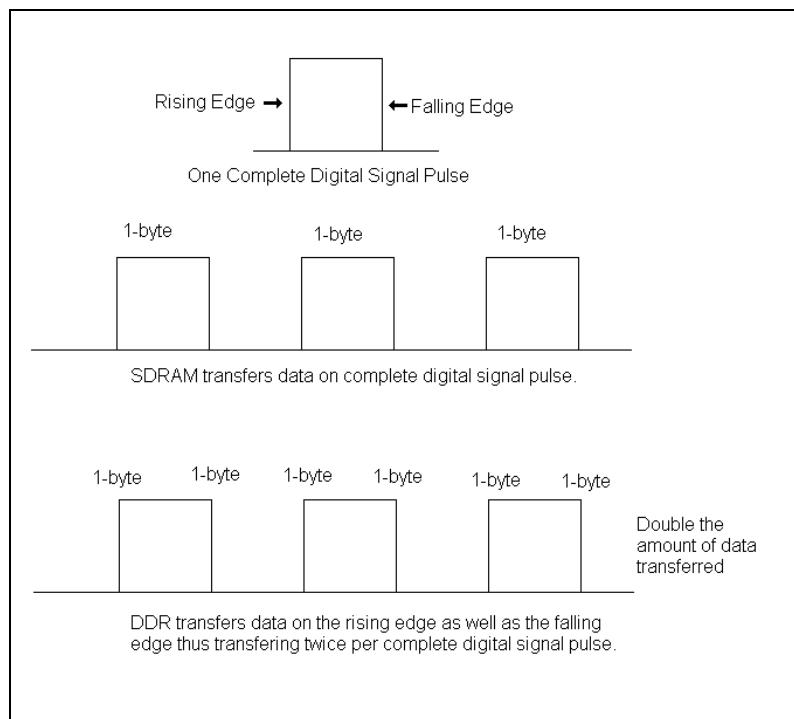 Rising Edge
Falling Edge
One Complete Digital Signal Pulse
1-byte 1-byte 1-byte
SDRAM transfers data on complete digital signal pulse.
1-byte 1-byte 1-byte 1-byte 1-byte 1-byte
Double the
amount of data
transferred
DDR transfers data on the rising edge as well as the falling
edge thus transfering twice per complete digital signal pulse.